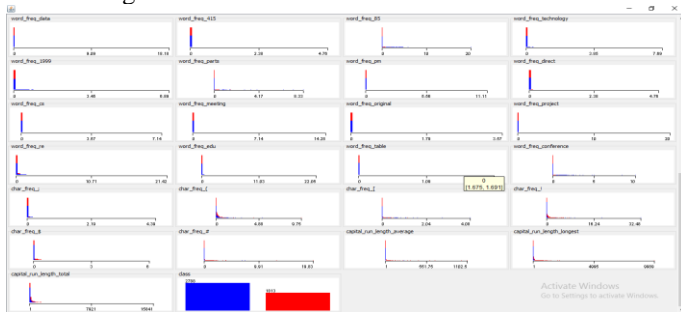 word_freq_data word_freq_415 word_freq_85 word_freq_technology
0 9.09 18.18 0 2.38 4.76 0 10 20 0 3.85 7.69
word_freq_1999 word_freq_parts word_freq_pm word_freq_direct
0 3.45 6.89 0 4.17 8.33 0 5.56 11.11 0 2.38 4.76
word_freq_cs word_freq_meeting word_freq_original word_freq_project
0 3.57 7.14 0 7.14 14.28 0 1.79 3.57 0 10 20
word_freq_re word_freq_edu word_freq_table word_freq_conference
0 10.71 21.42 0 11.03 22.05 0 1.08 0 5 10
0
[1.675, 1.691]
char_freq_; char_freq_( char_freq_[ char_freq_!
0 2.19 4.38 0 4.88 9.75 0 2.04 4.08 0 16.24 32.48
char_freq_$ char_freq_# capital_run_length_average capital_run_length_longest
0 3 6 0 9.91 19.83 1 551.75 1102.5 1 4995 9989
capital_run_length_total class
1 7921 15841
2788 1813
Activate Windows
Go to Settings to activate Windows.